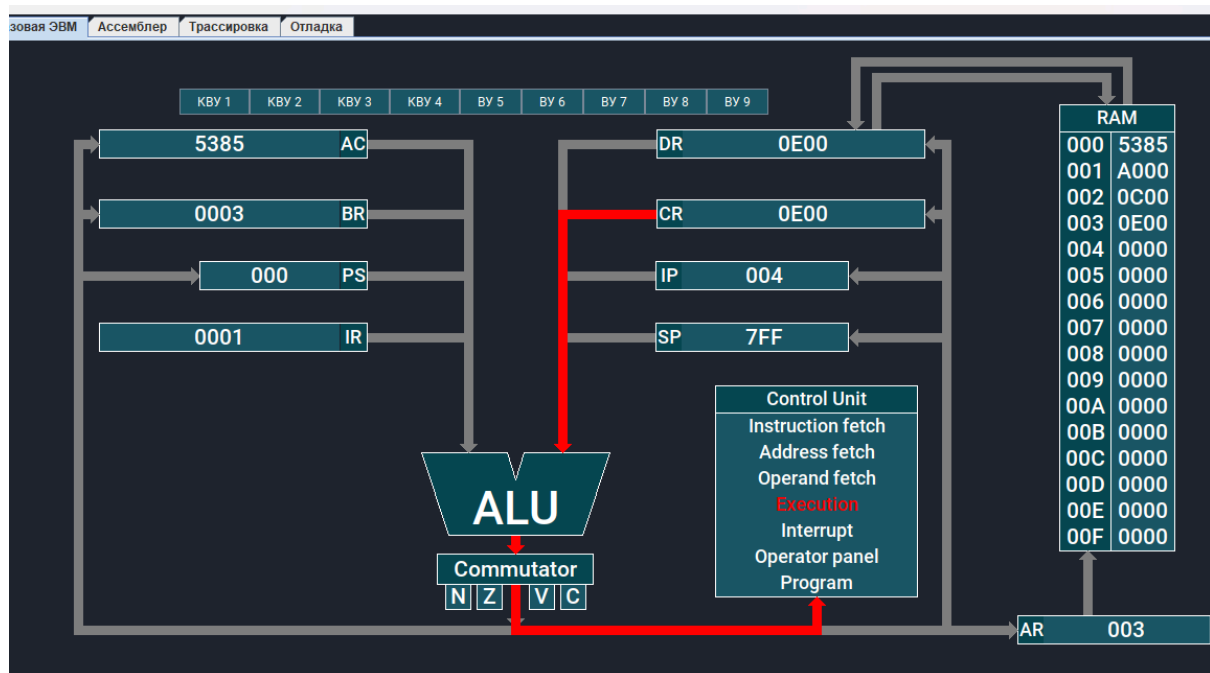 зовая ЭВМ Ассемблер Трассировка Отладка
КВУ 1 КВУ 2 КВУ 3 КВУ 4 ВУ 5 ВУ 6 ВУ 7 ВУ 8 ВУ 9
5385 AC
0003 BR
000 PS
0001 IR
DR 0E00
CR 0E00
IP 004
SP 7FF
ALU
Commutator
N Z V C
Control Unit
Instruction fetch
Address fetch
Operand fetch
Execution
Interrupt
Operator panel
Program
RAM
000 5385
001 A000
002 0C00
003 0E00
004 0000
005 0000
006 0000
007 0000
008 0000
009 0000
00A 0000
00B 0000
00C 0000
00D 0000
00E 0000
00F 0000
AR 003